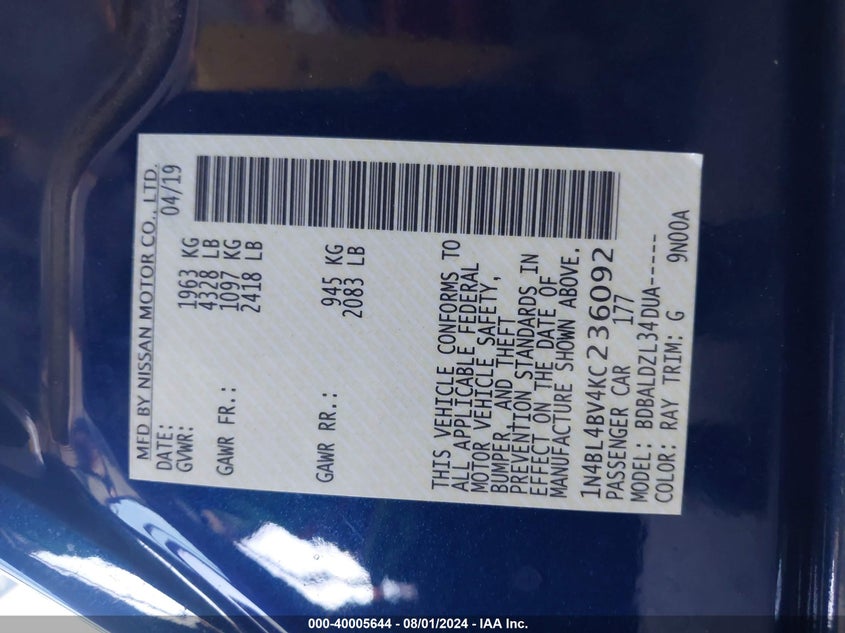 MFD BY NISSAN MOTOR CO., LTD.
DATE: 04/19
GVWR: 1963 KG
4328 LB
GAWR FR.: 1097 KG
2418 LB
GAWR RR.: 945 KG
2083 LB
THIS VEHICLE CONFORMS TO
ALL APPLICABLE FEDERAL
MOTOR VEHICLE SAFETY,
BUMPER, AND THEFT
PREVENTION STANDARDS IN
EFFECT ON THE DATE OF
MANUFACTURE SHOWN ABOVE.
1N4BL4BV4KC236092
PASSENGER CAR 177
MODEL: BDBALDZL34DUA-----
COLOR: RAY TRIM: G 9N00A
000-40005644 - 08/01/2024 - IAA Inc.